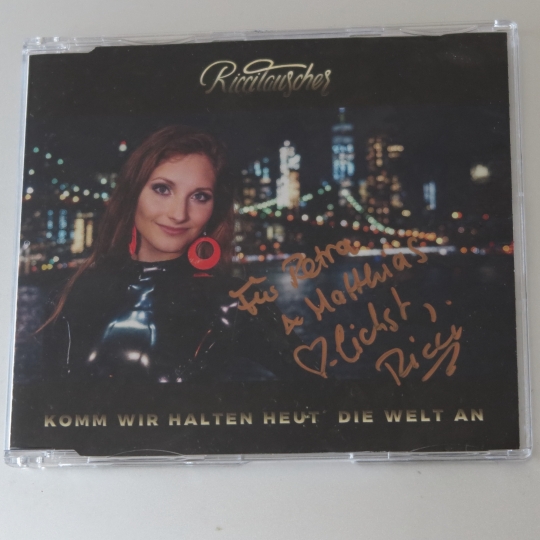 Riccitauscher
Für Petra
& Matthias
♡-lichst,
Ricci
KOMM WIR HALTEN HEUT' DIE WELT AN